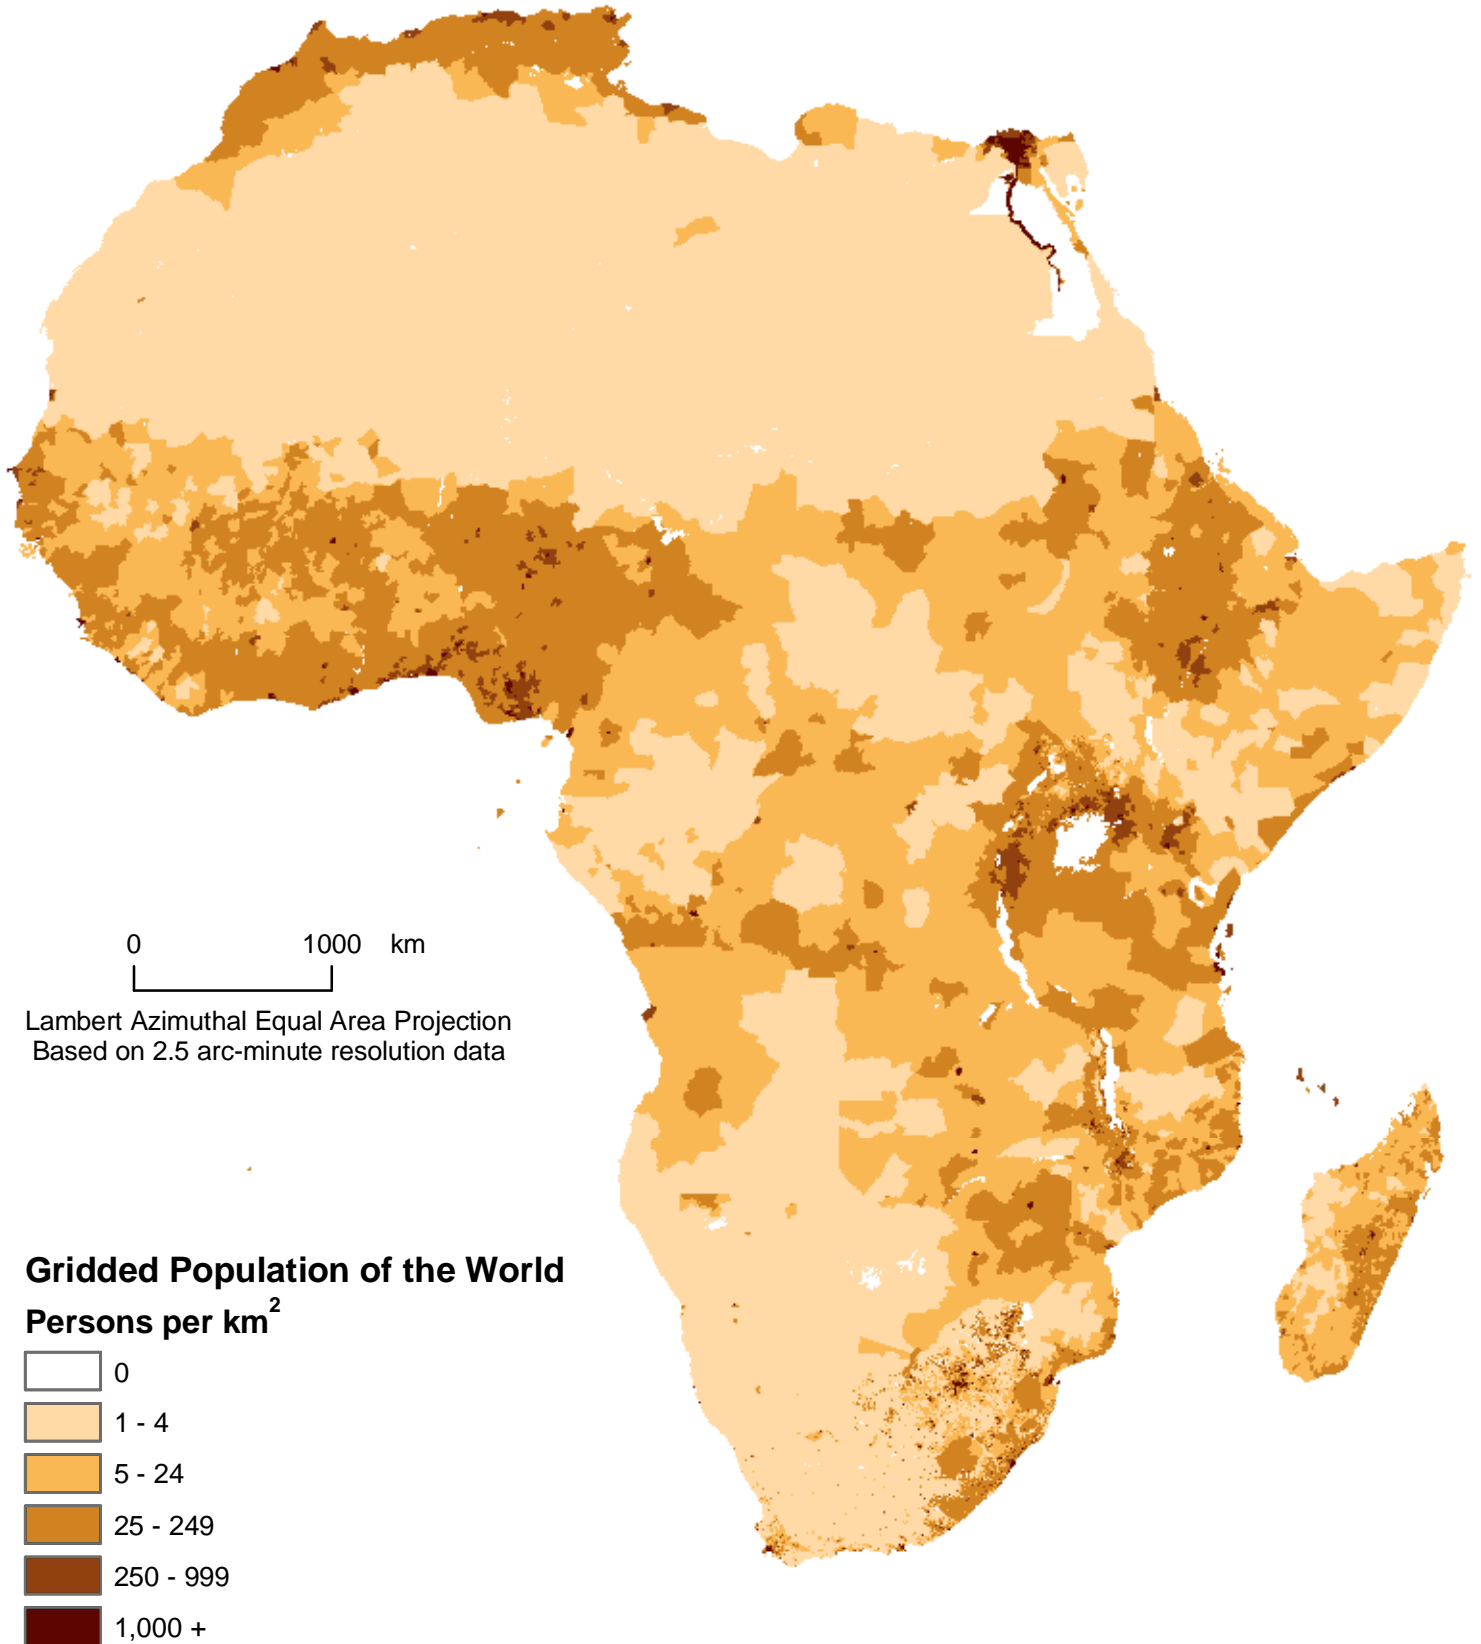 0 1000 km
Lambert Azimuthal Equal Area Projection
Based on 2.5 arc-minute resolution data
Gridded Population of the World
Persons per km2
0
1 - 4
5 - 24
25 - 249
250 - 999
1,000 +